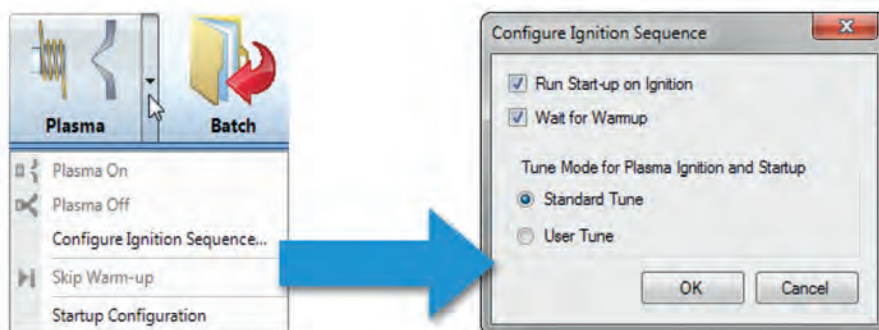 Plasma
Batch
Plasma On
Plasma Off
Configure Ignition Sequence...
Skip Warm-up
Startup Configuration
Configure Ignition Sequence
Run Start-up on Ignition
Wait for Warmup
Tune Mode for Plasma Ignition and Startup
Standard Tune
User Tune
OK
Cancel